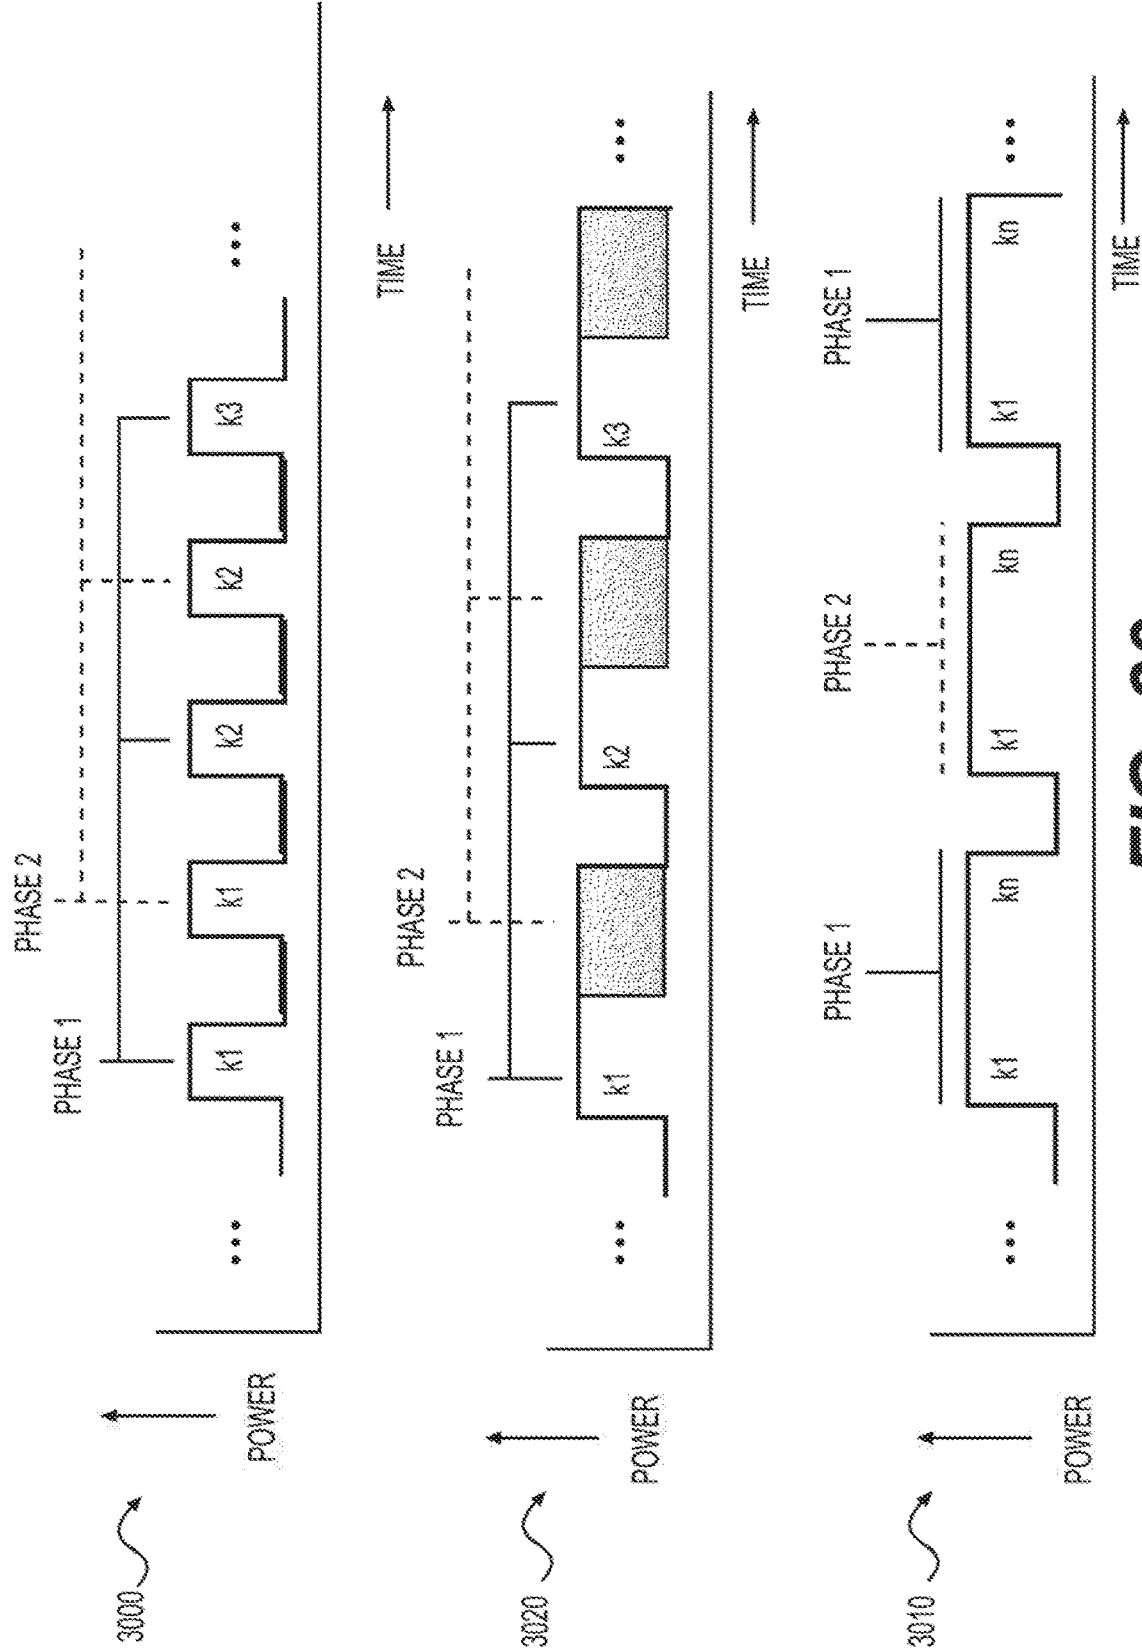 PHASE 2
PHASE 1
3000
k1 k1 k2 k2 k3
POWER
TIME
PHASE 2
PHASE 1
3020
k1 k2 k3
POWER
TIME
PHASE 1 PHASE 2 PHASE 1
3010
k1 kn k1 kn k1 kn
POWER
TIME